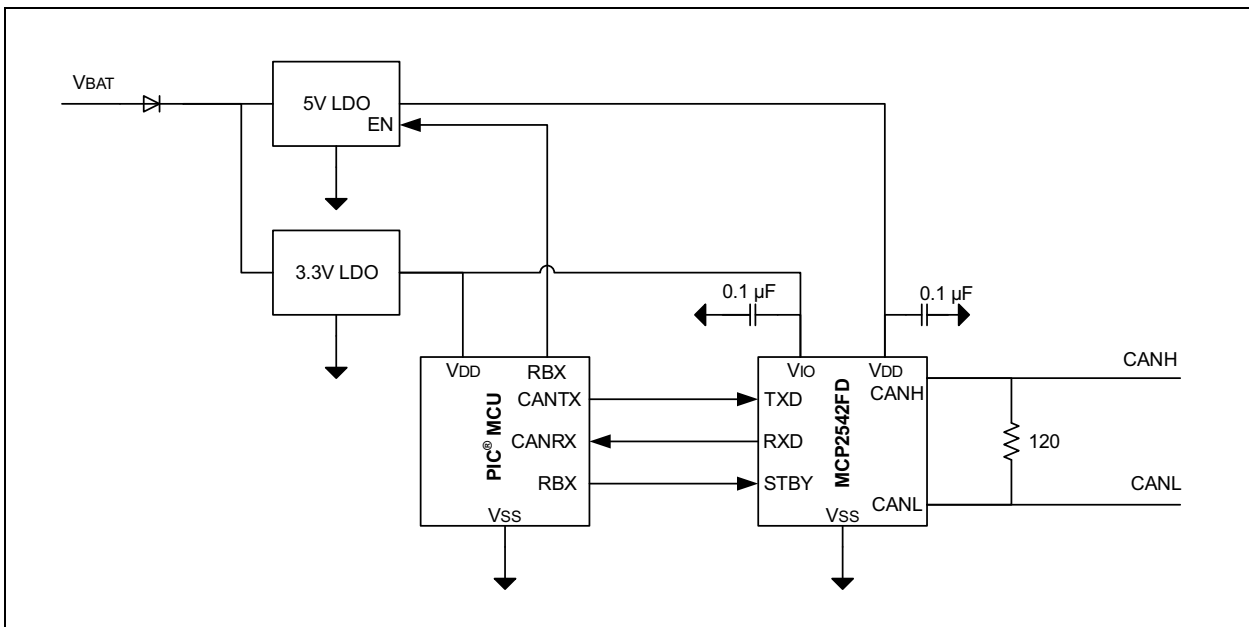 VBAT
5V LDO
EN
3.3V LDO
0.1 µF
0.1 µF
VDD
RBX
CANTX
CANRX
RBX
VSS
PIC® MCU
VIO
VDD
TXD
CANH
RXD
STBY
CANL
VSS
MCP2542FD
CANH
120
CANL